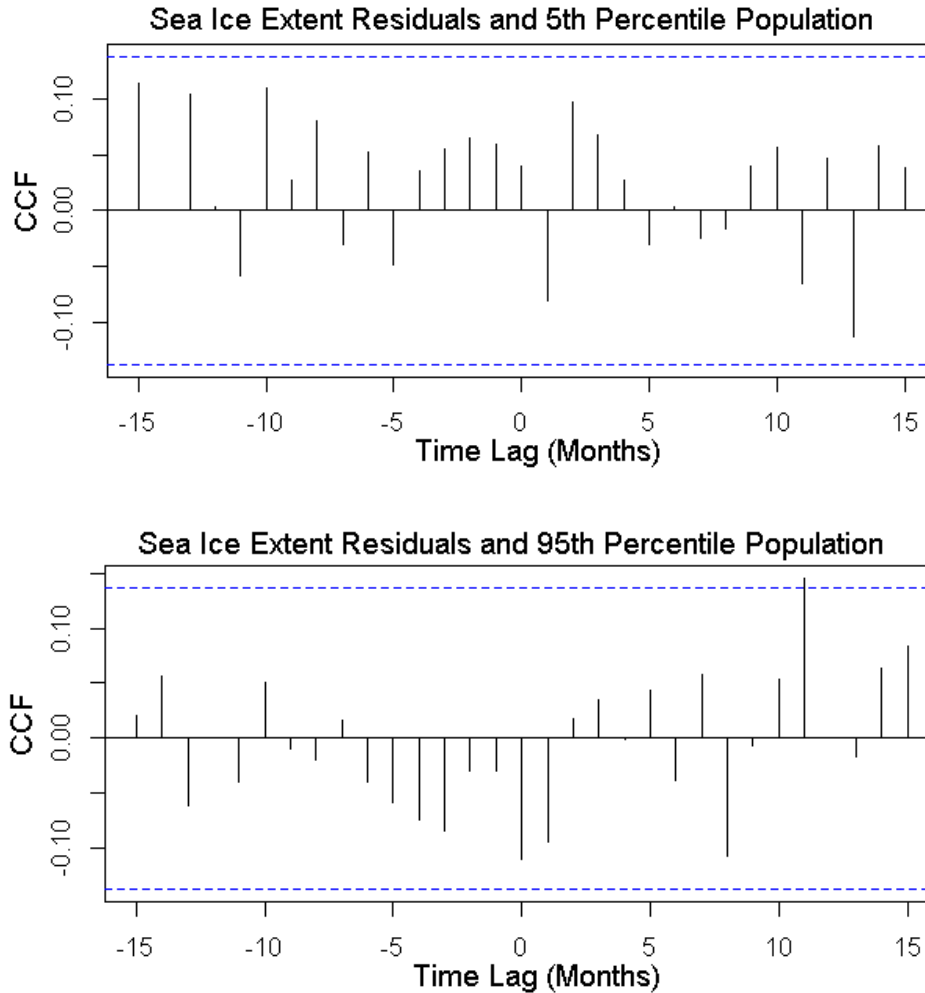 Sea Ice Extent Residuals and 5th Percentile Population
CCF
0.10
0.00
-0.10
-15 -10 -5 0 5 10 15
Time Lag (Months)
Sea Ice Extent Residuals and 95th Percentile Population
CCF
0.10
0.00
-0.10
-15 -10 -5 0 5 10 15
Time Lag (Months)